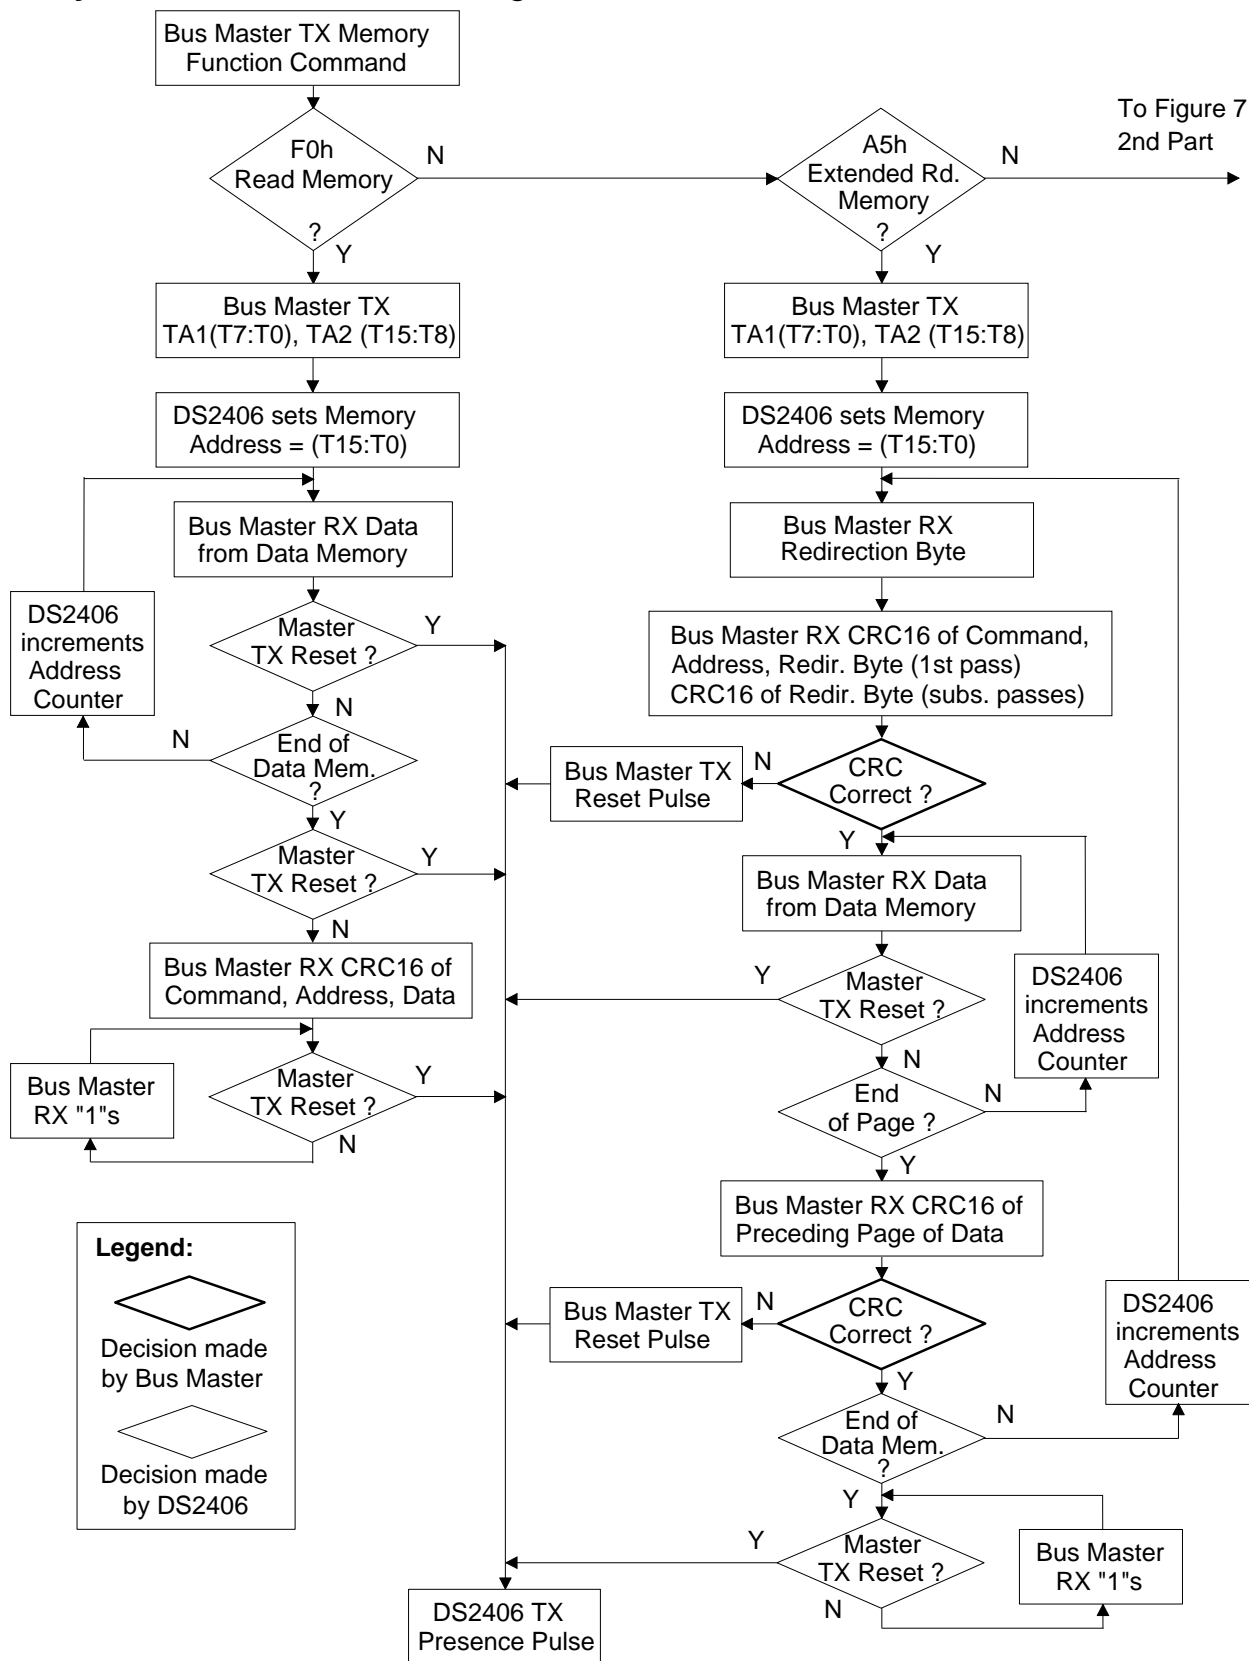 Bus Master TX Memory
Function Command
To Figure 7
2nd Part
F0h
Read Memory
?
N
Y
A5h
Extended Rd.
Memory
?
N
Y
Bus Master TX
TA1(T7:T0), TA2 (T15:T8)
DS2406 sets Memory
Address = (T15:T0)
Bus Master RX Data
from Data Memory
DS2406
increments
Address
Counter
Master
TX Reset ?
Y
N
End of
Data Mem.
?
N
Y
Master
TX Reset ?
Y
N
Bus Master RX CRC16 of
Command, Address, Data
Master
TX Reset ?
Y
N
Bus Master
RX "1"s
Bus Master TX
TA1(T7:T0), TA2 (T15:T8)
DS2406 sets Memory
Address = (T15:T0)
Bus Master RX
Redirection Byte
Bus Master RX CRC16 of Command,
Address, Redir. Byte (1st pass)
CRC16 of Redir. Byte (subs. passes)
CRC
Correct ?
N
Y
Bus Master TX
Reset Pulse
Bus Master RX Data
from Data Memory
Master
TX Reset ?
Y
N
DS2406
increments
Address
Counter
End
of Page ?
N
Y
Bus Master RX CRC16 of
Preceding Page of Data
CRC
Correct ?
N
Y
Bus Master TX
Reset Pulse
DS2406
increments
Address
Counter
End of
Data Mem.
?
N
Y
Master
TX Reset ?
Y
N
Bus Master
RX "1"s
DS2406 TX
Presence Pulse
Legend:
Decision made
by Bus Master
Decision made
by DS2406